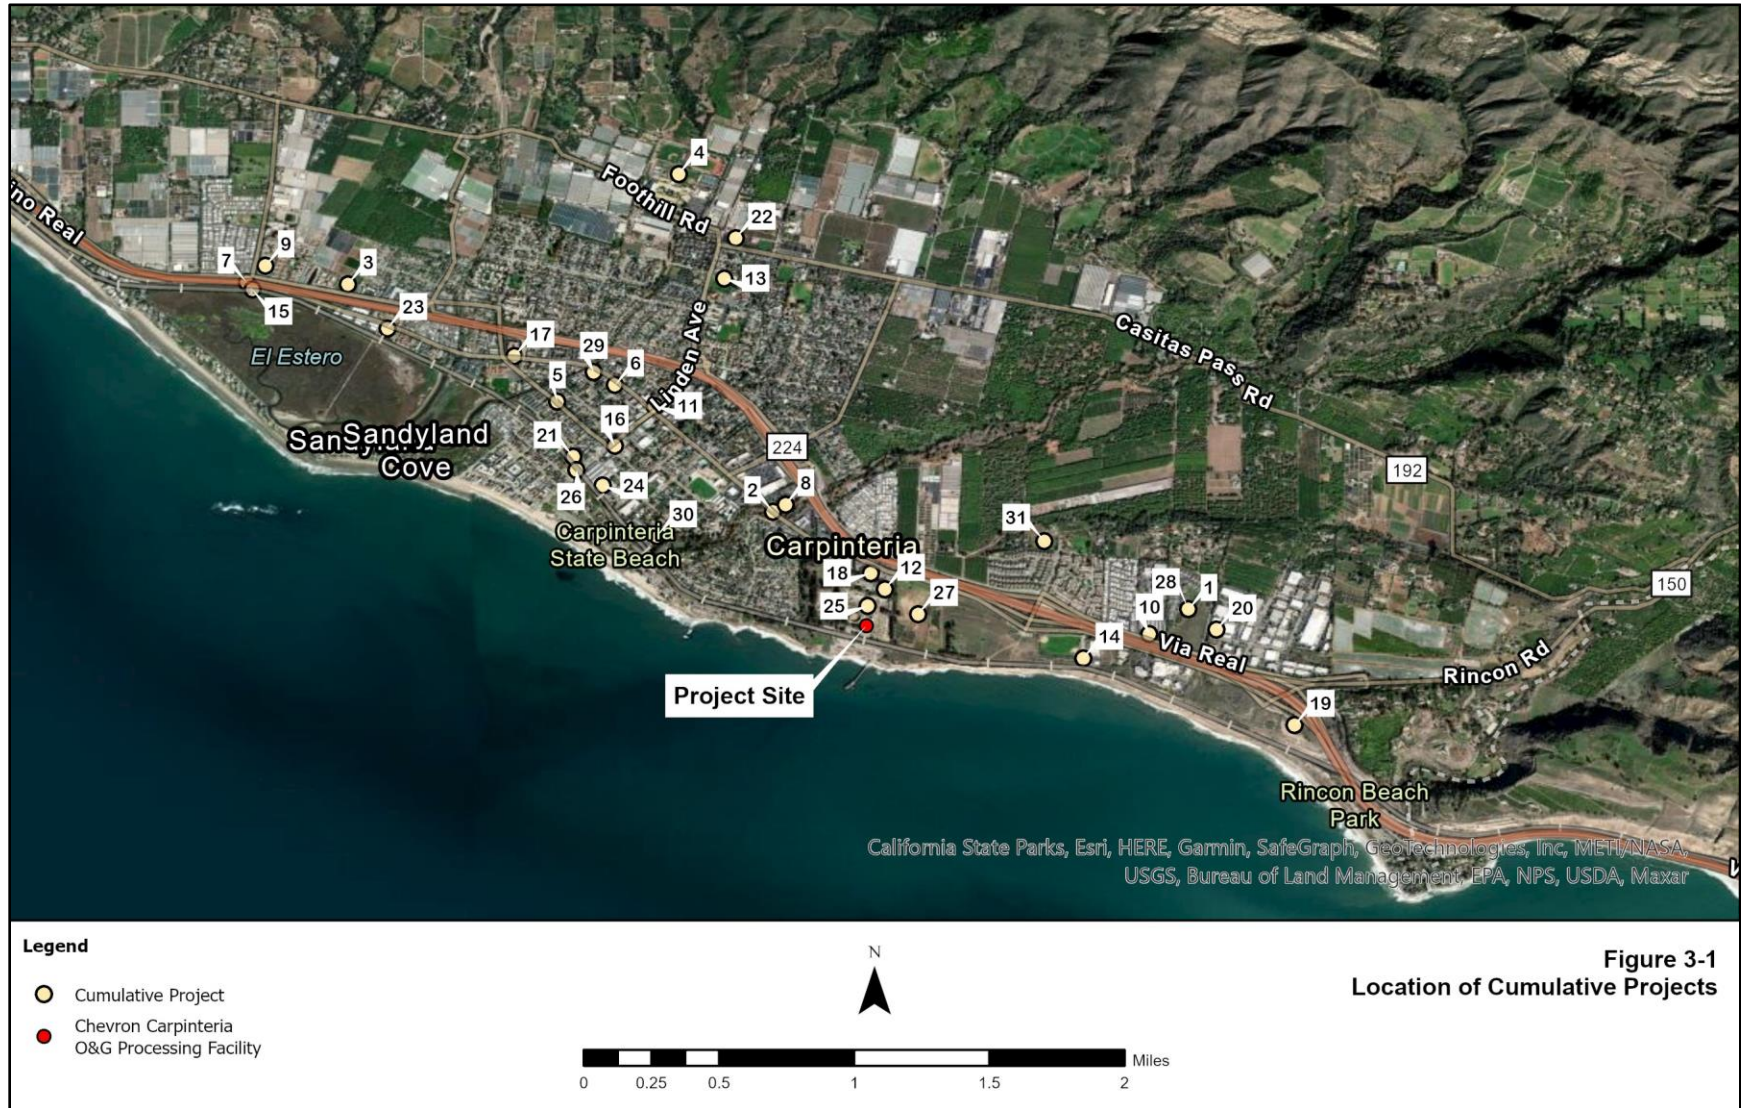 4
Foothill Rd
22
ino Real
9
7
3
13
15
23
Linden Ave
Casitas Pass Rd
El Estero
17
29
6
5
11
16
21
Sandyland
Cove
224
192
24
26
2
8
30
31
Carpinteria
State Beach
Carpinteria
18
12
28
1
150
25
27
10
20
14
Via Real
Rincon Rd
Project Site
19
Rincon Beach
Park
California State Parks, Esri, HERE, Garmin, SafeGraph, GeoTechnologies, Inc, METI/NASA,
USGS, Bureau of Land Management, EPA, NPS, USDA, Maxar
Legend
Cumulative Project
Chevron Carpinteria
O&G Processing Facility
N
Miles
0 0.25 0.5 1 1.5 2
Figure 3-1
Location of Cumulative Projects